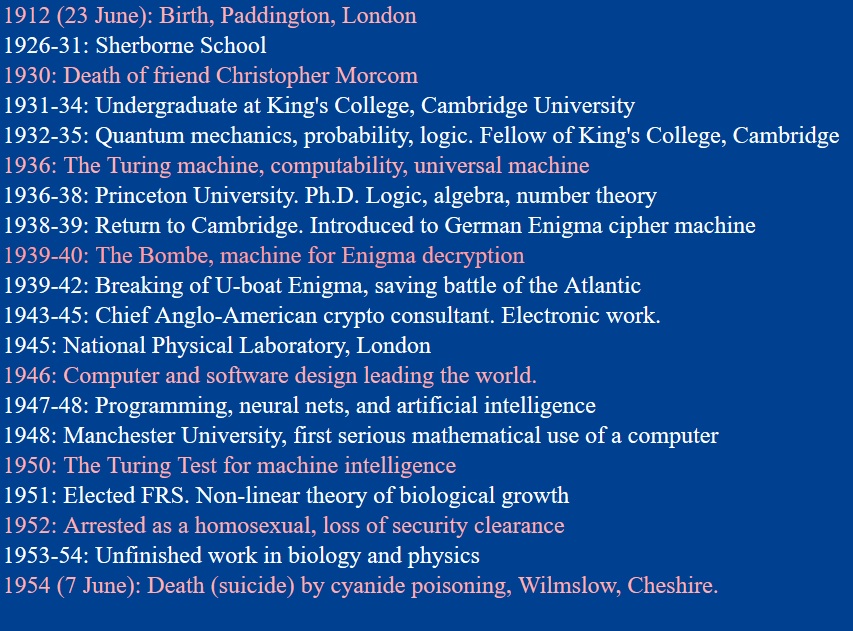 1912 (23 June): Birth, Paddington, London
1926-31: Sherborne School
1930: Death of friend Christopher Morcom
1931-34: Undergraduate at King's College, Cambridge University
1932-35: Quantum mechanics, probability, logic. Fellow of King's College, Cambridge
1936: The Turing machine, computability, universal machine
1936-38: Princeton University. Ph.D. Logic, algebra, number theory
1938-39: Return to Cambridge. Introduced to German Enigma cipher machine
1939-40: The Bombe, machine for Enigma decryption
1939-42: Breaking of U-boat Enigma, saving battle of the Atlantic
1943-45: Chief Anglo-American crypto consultant. Electronic work.
1945: National Physical Laboratory, London
1946: Computer and software design leading the world.
1947-48: Programming, neural nets, and artificial intelligence
1948: Manchester University, first serious mathematical use of a computer
1950: The Turing Test for machine intelligence
1951: Elected FRS. Non-linear theory of biological growth
1952: Arrested as a homosexual, loss of security clearance
1953-54: Unfinished work in biology and physics
1954 (7 June): Death (suicide) by cyanide poisoning, Wilmslow, Cheshire.